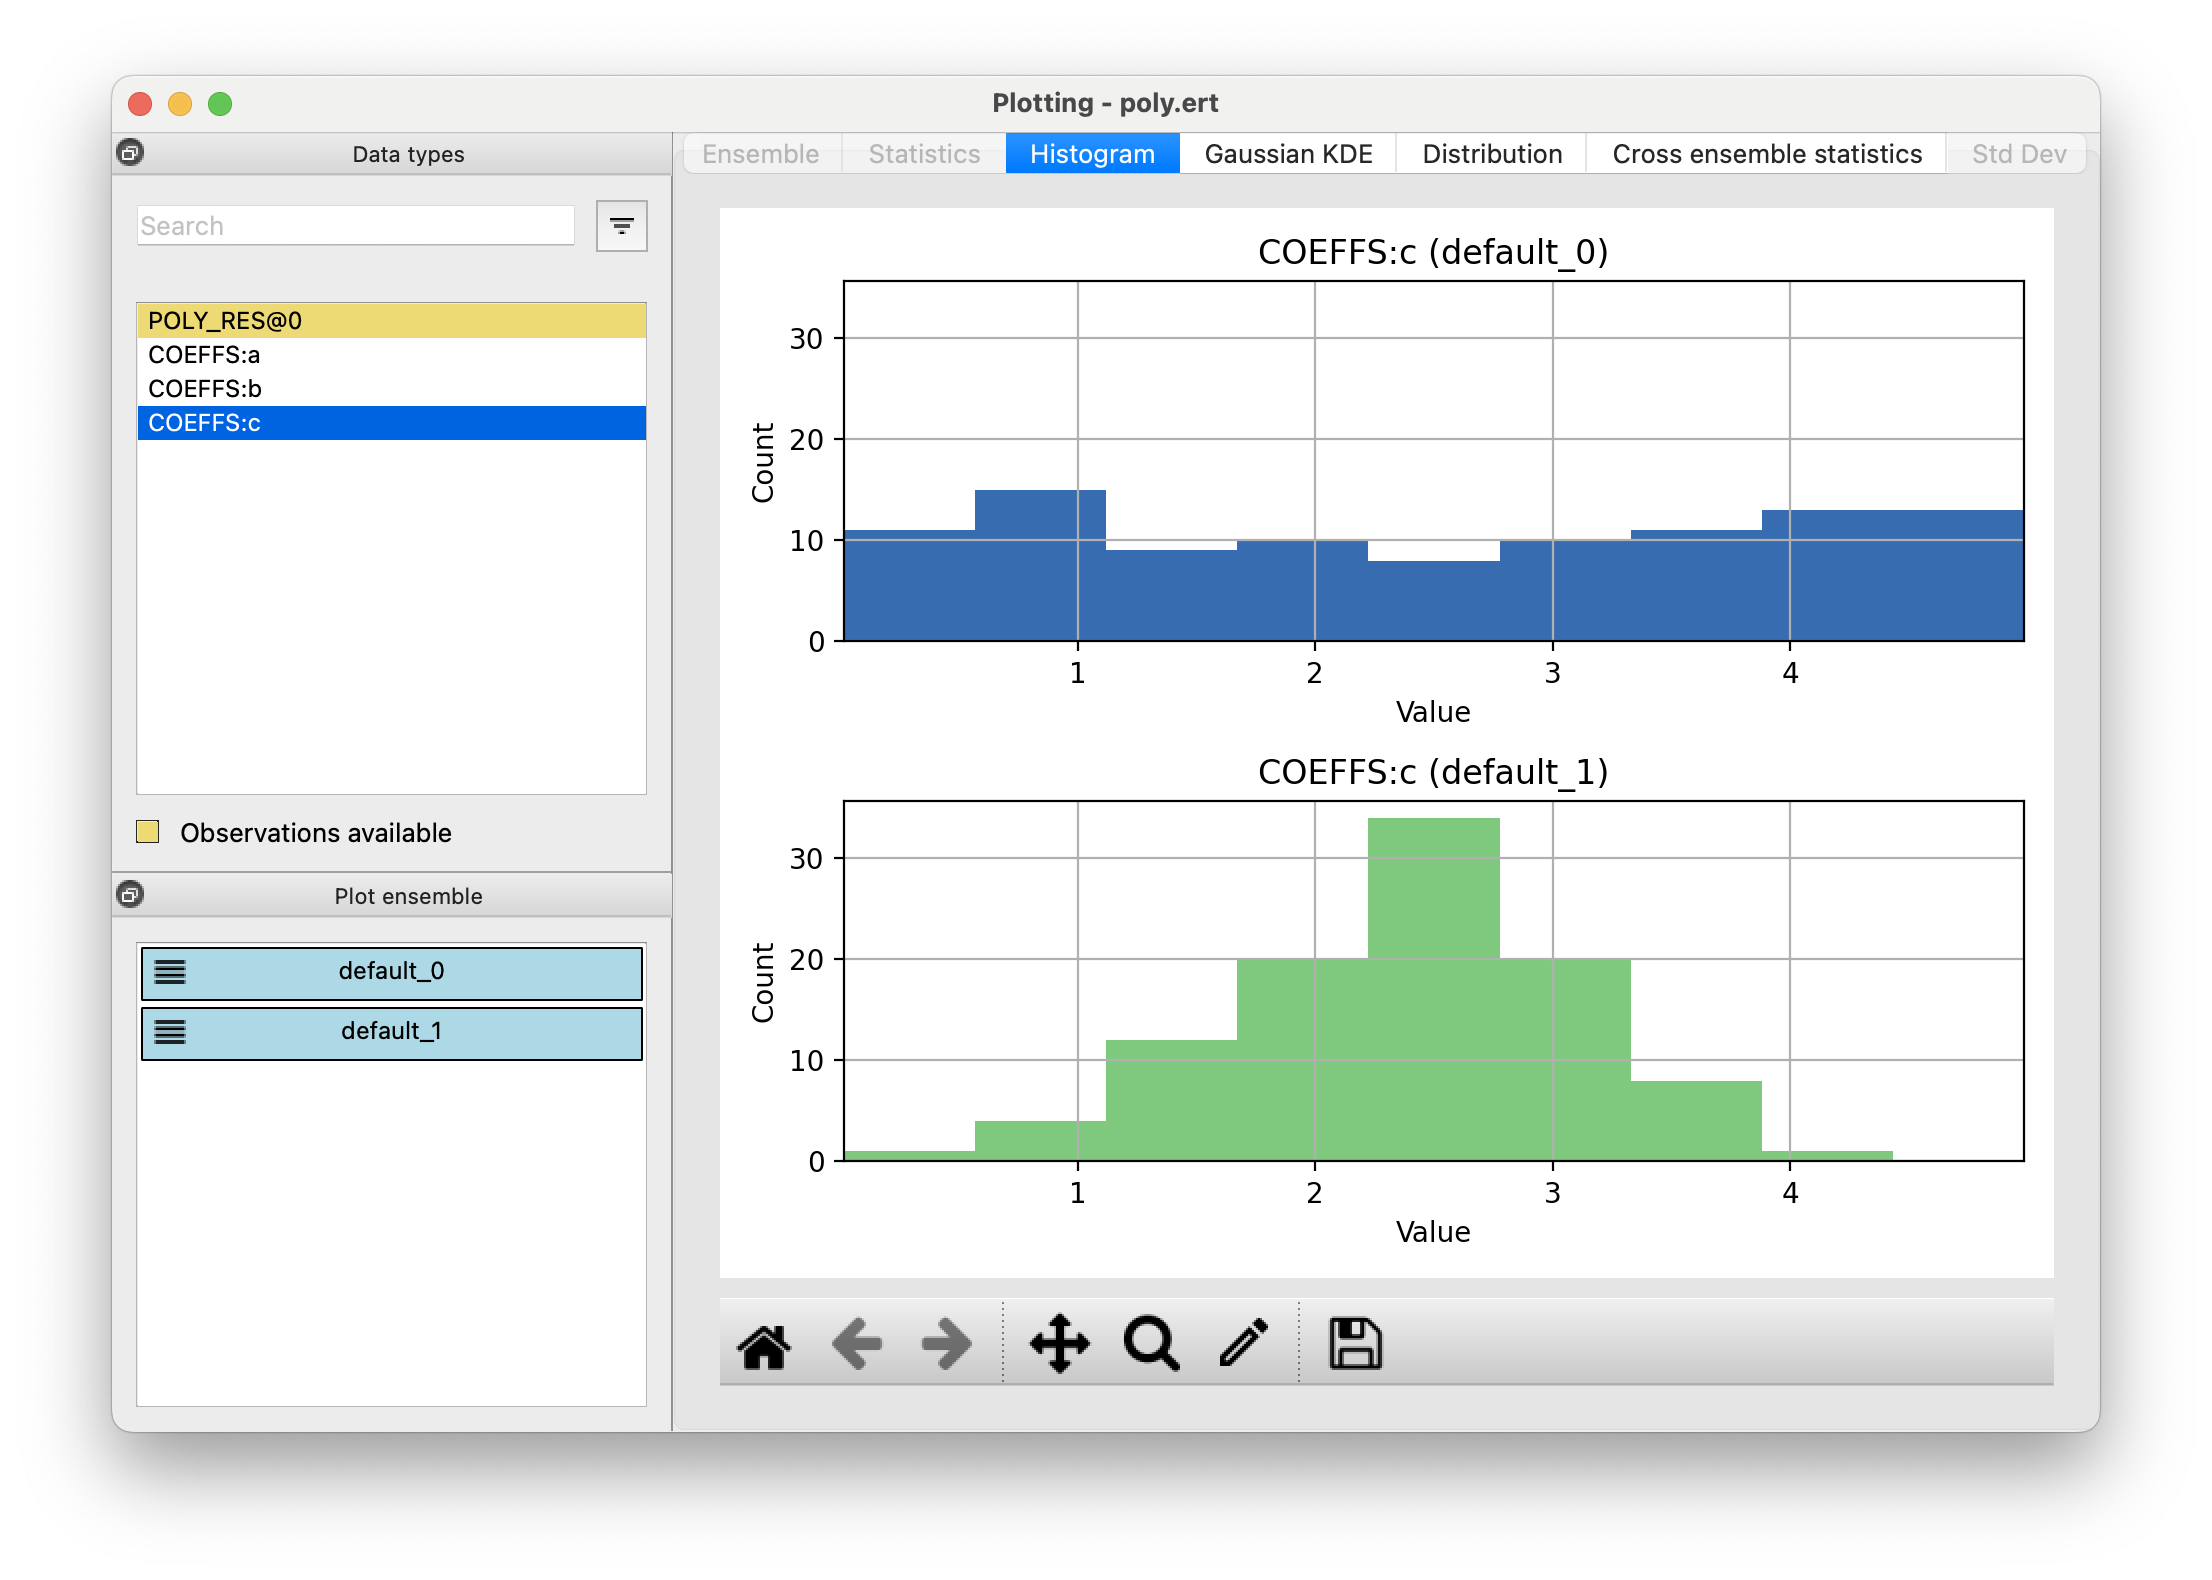 Plotting - poly.ert
Data types
Search
POLY_RES@0
COEFFS:a
COEFFS:b
COEFFS:c
Observations available
Plot ensemble
default_0
default_1
Ensemble Statistics Histogram Gaussian KDE Distribution Cross ensemble statistics Std Dev
COEFFS:c (default_0)
30
20
10
0
Count
1 2 3 4
Value
COEFFS:c (default_1)
30
20
10
0
Count
1 2 3 4
Value